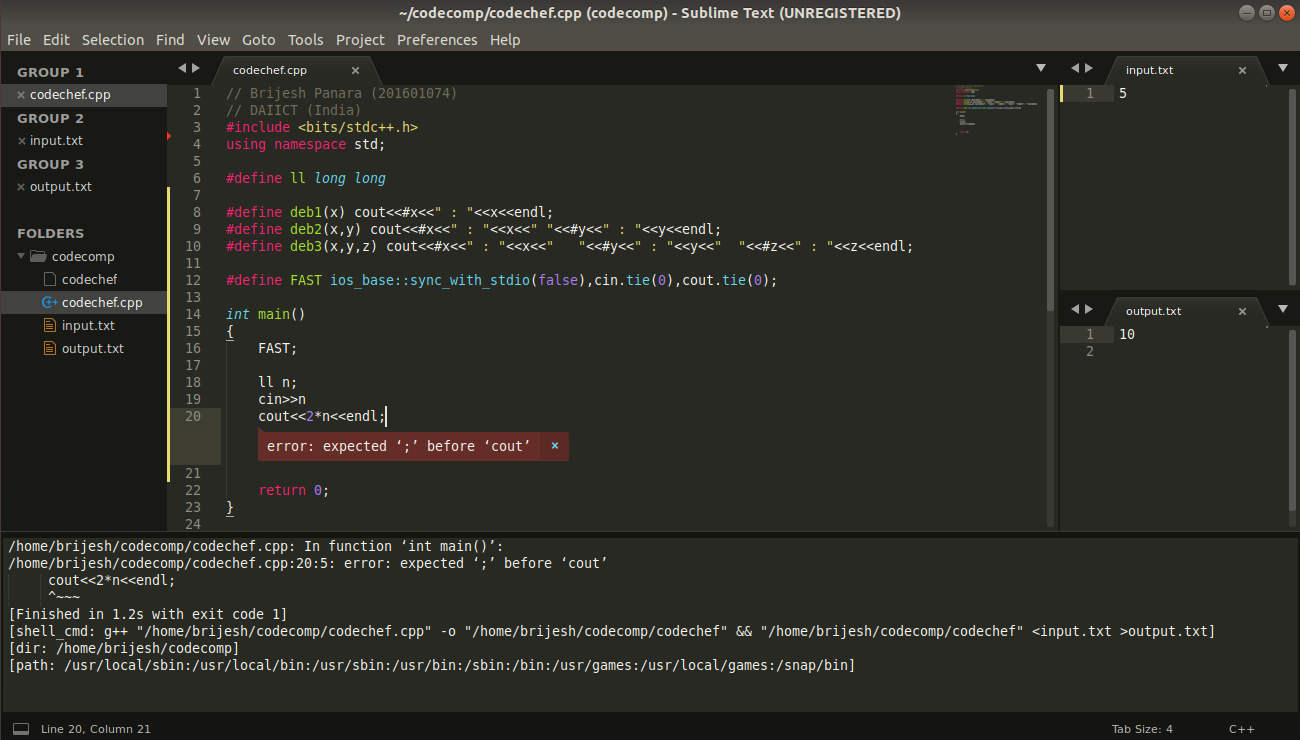 ~/codecomp/codechef.cpp (codecomp) - Sublime Text (UNREGISTERED)
File Edit Selection Find View Goto Tools Project Preferences Help
GROUP 1
codechef.cpp
GROUP 2
input.txt
GROUP 3
output.txt
FOLDERS
codecomp
codechef
codechef.cpp
input.txt
output.txt
codechef.cpp
1 // Brijesh Panara (201601074)
2 // DAIICT (India)
3 #include <bits/stdc++.h>
4 using namespace std;
5
6 #define ll long long
7
8 #define deb1(x) cout<<#x<<" : "<<x<<endl;
9 #define deb2(x,y) cout<<#x<<" : "<<x<<" "<<#y<<" : "<<y<<endl;
10 #define deb3(x,y,z) cout<<#x<<" : "<<x<<"   "<<#y<<" : "<<y<<"  "<<#z<<" : "<<z<<endl;
11
12 #define FAST ios_base::sync_with_stdio(false),cin.tie(0),cout.tie(0);
13
14 int main()
15 {
16     FAST;
17
18     ll n;
19     cin>>n
20     cout<<2*n<<endl;
error: expected ‘;’ before ‘cout’ ×
21
22     return 0;
23 }
24
input.txt
1 5
output.txt
1 10
2
/home/brijesh/codecomp/codechef.cpp: In function ‘int main()’:
/home/brijesh/codecomp/codechef.cpp:20:5: error: expected ‘;’ before ‘cout’
     cout<<2*n<<endl;
     ^~~~
[Finished in 1.2s with exit code 1]
[shell_cmd: g++ "/home/brijesh/codecomp/codechef.cpp" -o "/home/brijesh/codecomp/codechef" && "/home/brijesh/codecomp/codechef" <input.txt >output.txt]
[dir: /home/brijesh/codecomp]
[path: /usr/local/sbin:/usr/local/bin:/usr/sbin:/usr/bin:/sbin:/bin:/usr/games:/usr/local/games:/snap/bin]
Line 20, Column 21 Tab Size: 4 C++